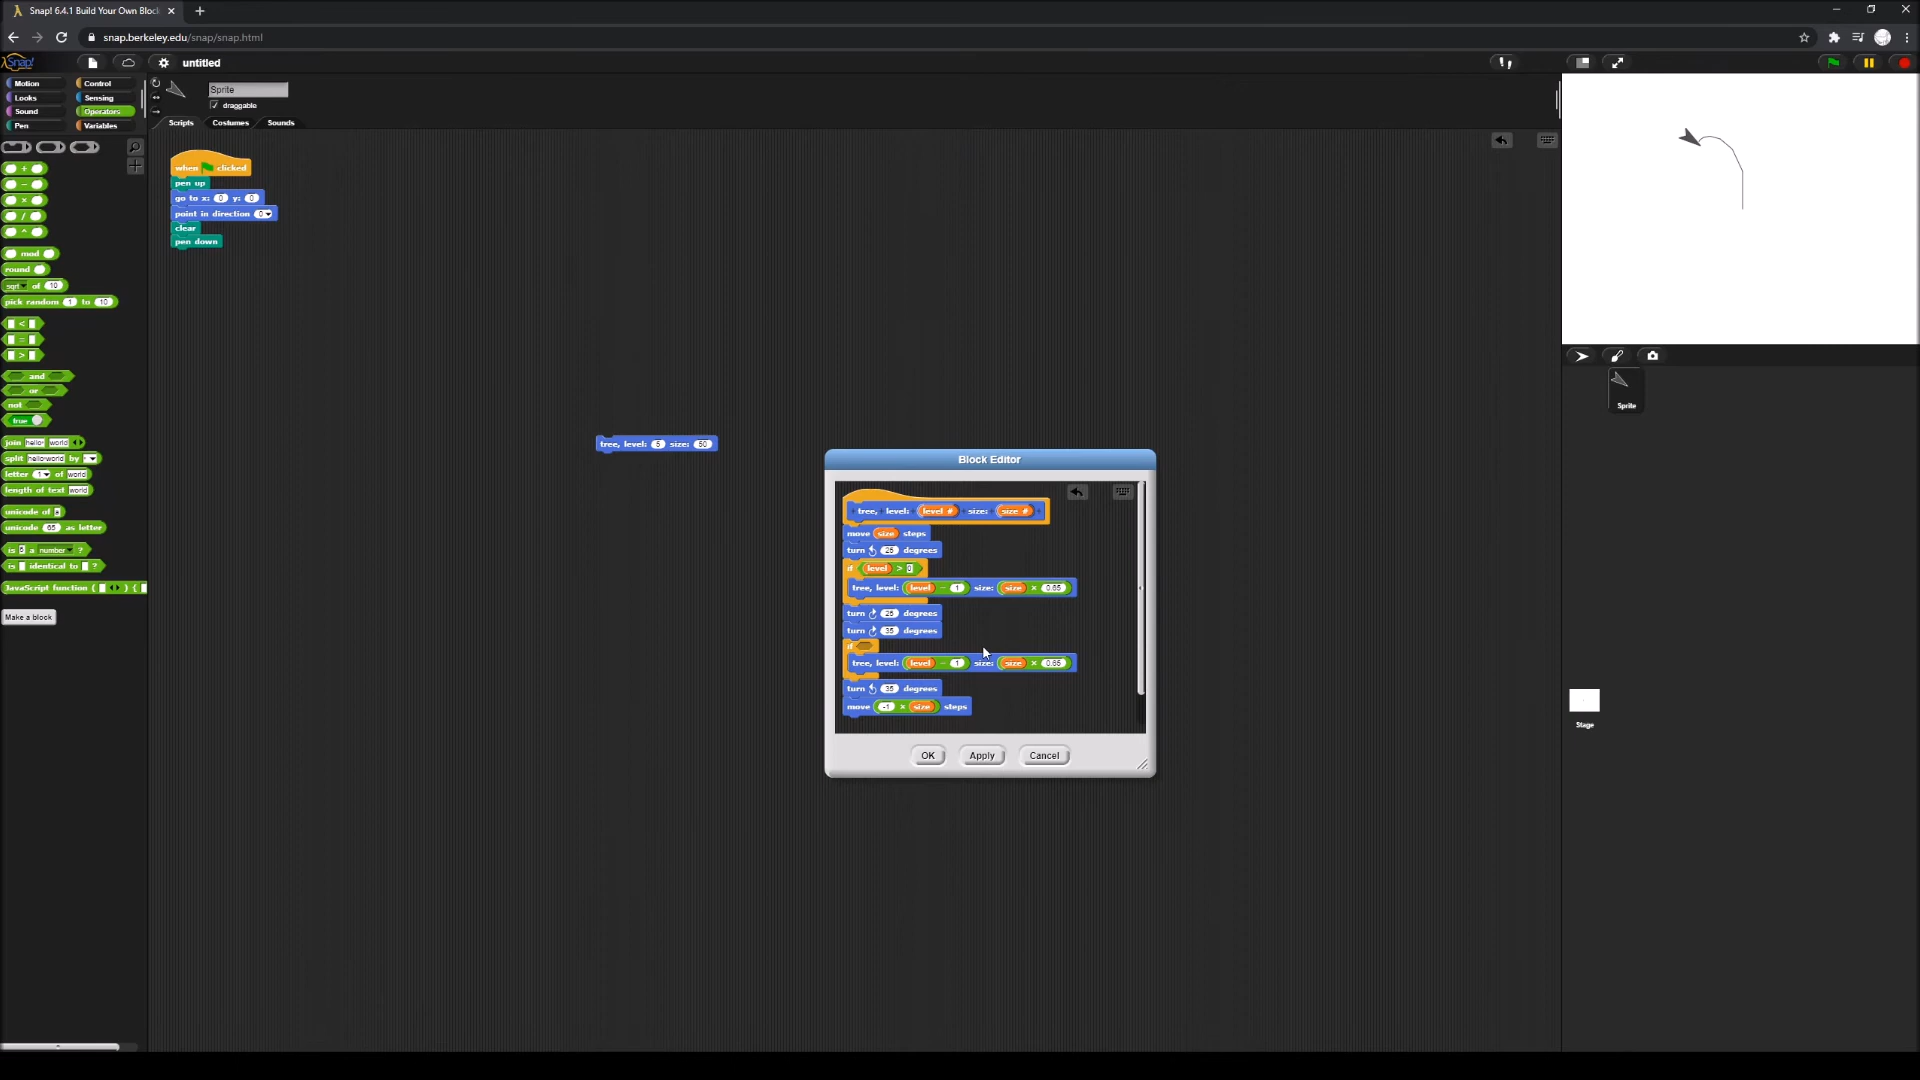 Snap! 6.4.1 Build Your Own Bloc
snap.berkeley.edu/snap/snap.html
Snap!
untitled
Motion Control
Looks Sensing
Sound Operators
Pen Variables
Sprite
draggable
Scripts Costumes Sounds
+
−
×
/
^
mod
round
sqrt of 10
pick random 1 to 10
<
=
>
and
or
not
true
join hello world
split hello world by
letter 1 of world
length of text world
unicode of a
unicode 65 as letter
is 5 a number ?
is identical to ?
JavaScript function ( ) {
Make a block
when clicked
pen up
go to x: 0 y: 0
point in direction 0
clear
pen down
tree, level: 5 size: 50
Block Editor
+ tree, + level: + level # + size: + size # +
move size steps
turn 25 degrees
if level > 0
tree, level: level − 1 size: size × 0.65
turn 25 degrees
turn 35 degrees
if
tree, level: level − 1 size: size × 0.65
turn 35 degrees
move -1 × size steps
OK Apply Cancel
Sprite
Stage